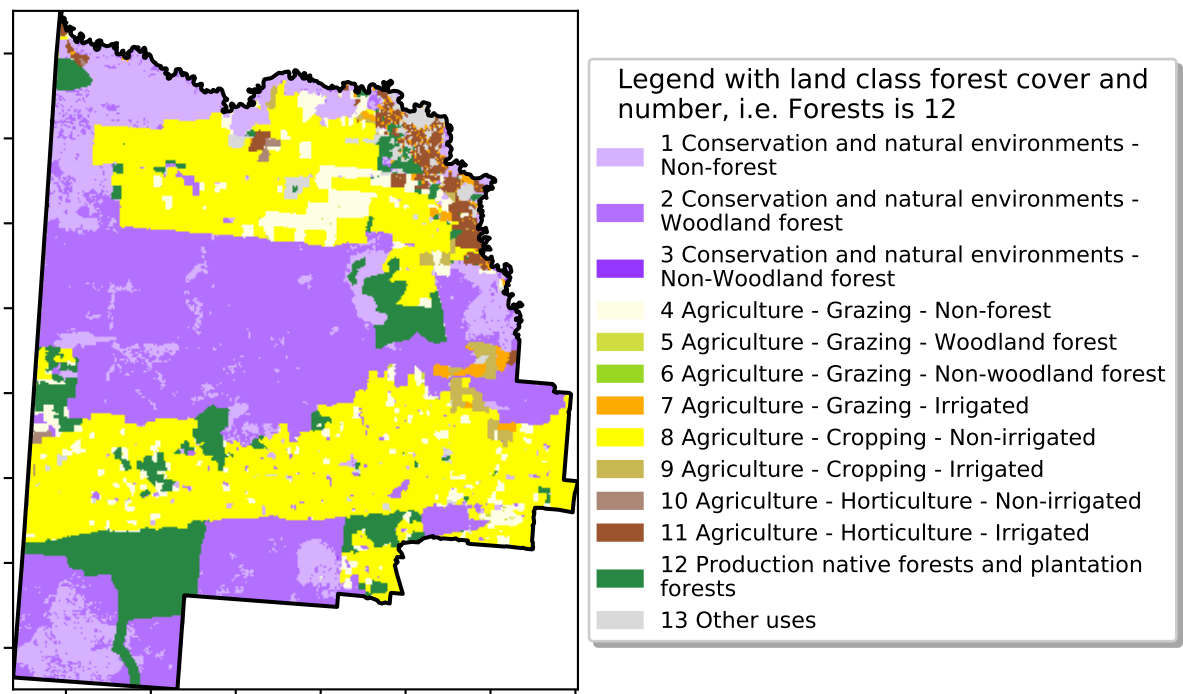 Legend with land class forest cover and
number, i.e. Forests is 12
1 Conservation and natural environments -
Non-forest
2 Conservation and natural environments -
Woodland forest
3 Conservation and natural environments -
Non-Woodland forest
4 Agriculture - Grazing - Non-forest
5 Agriculture - Grazing - Woodland forest
6 Agriculture - Grazing - Non-woodland forest
7 Agriculture - Grazing - Irrigated
8 Agriculture - Cropping - Non-irrigated
9 Agriculture - Cropping - Irrigated
10 Agriculture - Horticulture - Non-irrigated
11 Agriculture - Horticulture - Irrigated
12 Production native forests and plantation
forests
13 Other uses